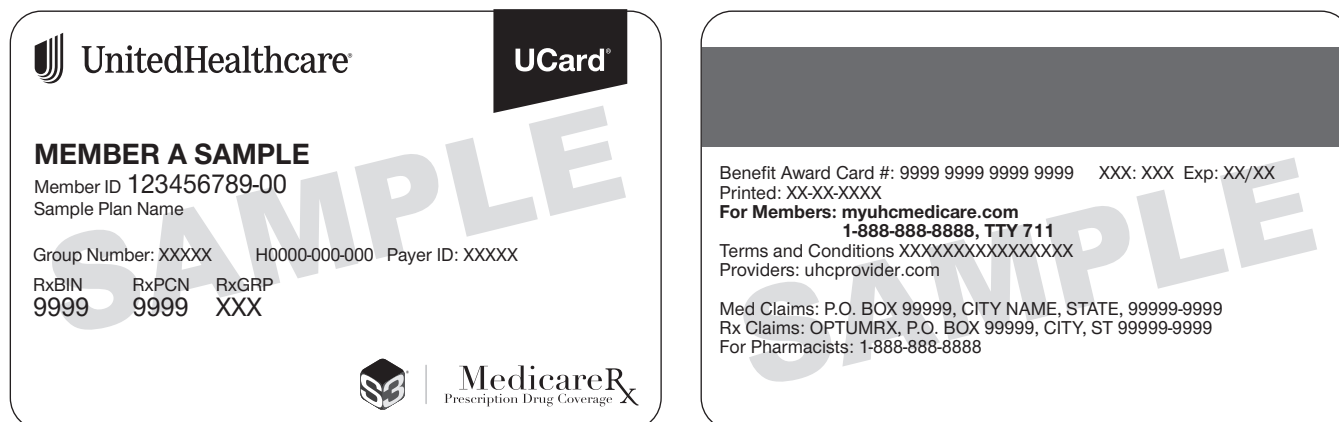 UnitedHealthcare®
UCard®
MEMBER A SAMPLE
Member ID 123456789-00
Sample Plan Name
Group Number: XXXXX H0000-000-000 Payer ID: XXXXX
RxBIN RxPCN RxGRP
9999 9999 XXX
SAMPLE
S3
MedicareRx
Prescription Drug Coverage
Benefit Award Card #: 9999 9999 9999 9999 XXX: XXX Exp: XX/XX
Printed: XX-XX-XXXX
For Members: myuhcmedicare.com
1-888-888-8888, TTY 711
Terms and Conditions XXXXXXXXXXXXXXXX
Providers: uhcprovider.com
Med Claims: P.O. BOX 99999, CITY NAME, STATE, 99999-9999
Rx Claims: OPTUMRX, P.O. BOX 99999, CITY, ST 99999-9999
For Pharmacists: 1-888-888-8888
SAMPLE